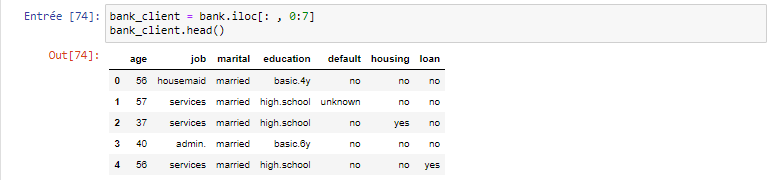 Entrée [74]: bank_client = bank.iloc[: , 0:7]
bank_client.head()
Out[74]:
age job marital education default housing loan
0 56 housemaid married basic.4y no no no
1 57 services married high.school unknown no no
2 37 services married high.school no yes no
3 40 admin. married basic.6y no no no
4 56 services married high.school no no yes